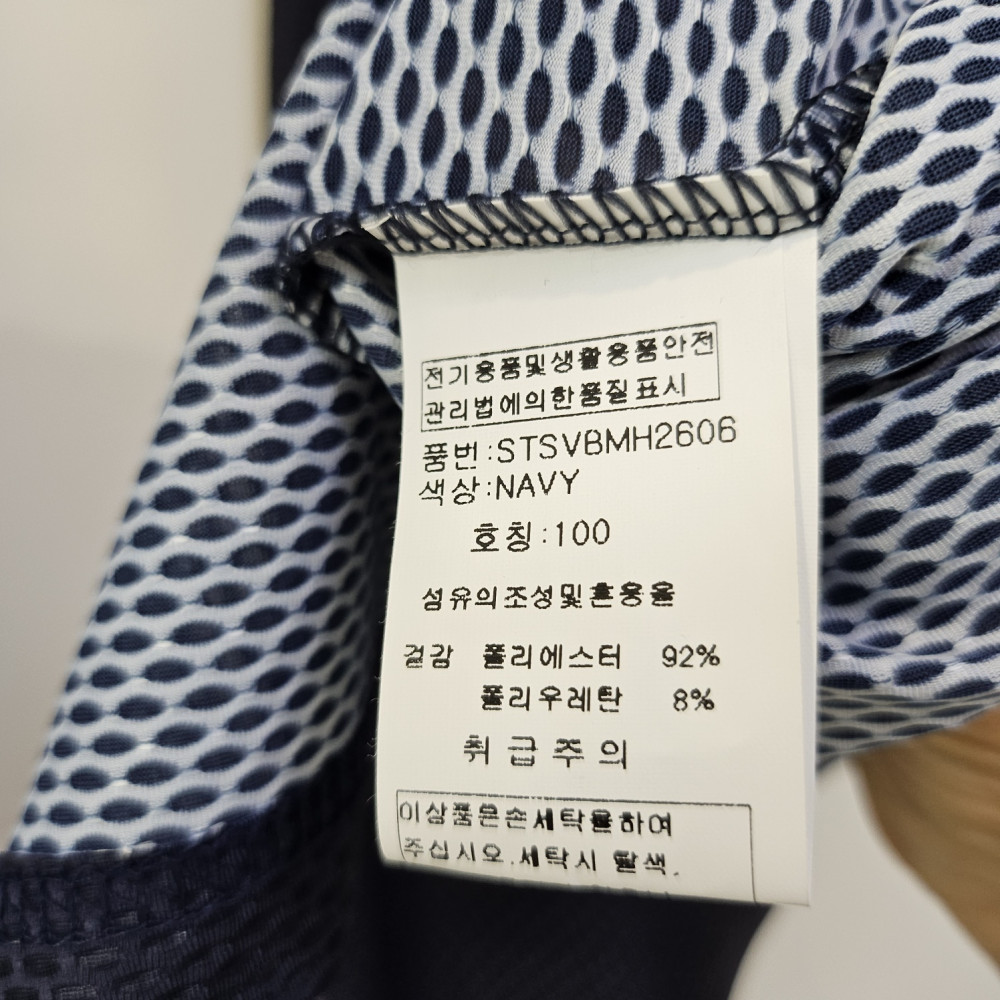 전기용품및생활용품안전
관리법에의한품질표시
품번:STSVBMH2606
색상:NAVY
호칭:100
섬유의조성및혼용율
겉감 폴리에스터 92%
폴리우레탄 8%
취급주의
이상품은손세탁을하여
주십시오.세탁시 탈색.